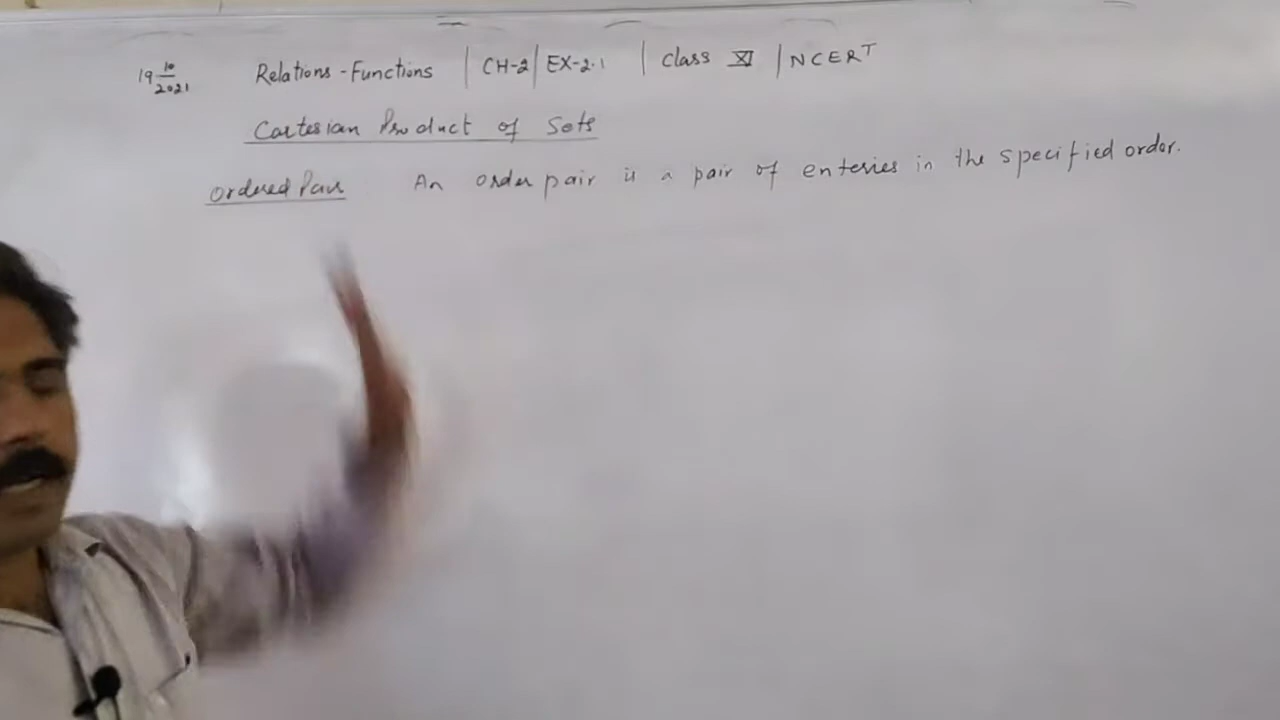 19 10/2021 Relations - Functions | CH-2 | EX-2.1 | Class XI | NCERT
Cartesian Product of Sets
Ordered Pair An order pair is a pair of enteries in the specified order.